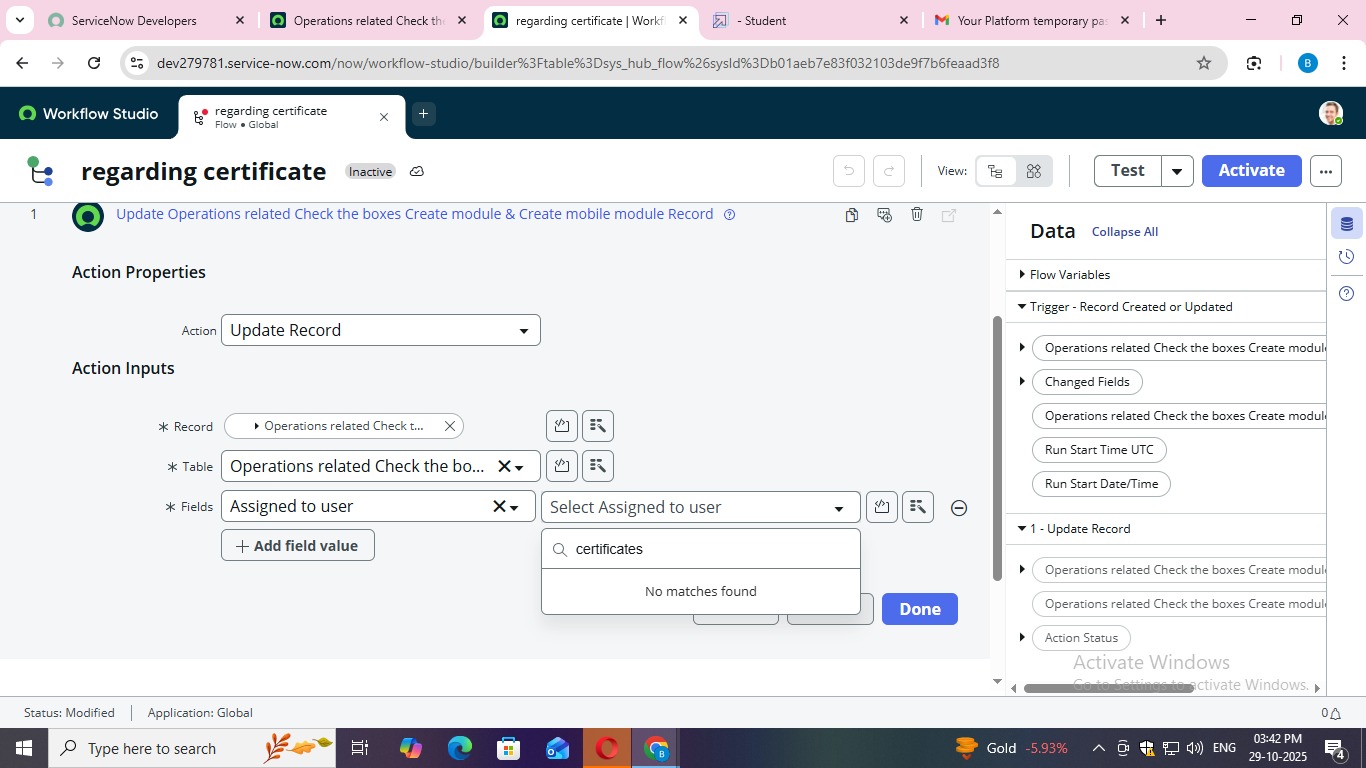 ServiceNow Developers
Operations related Check the
regarding certificate | Workf
- Student
Your Platform temporary pas
dev279781.service-now.com/now/workflow-studio/builder%3Ftable%3Dsys_hub_flow%26sysId%3Db01aeb7e83f032103de9f7b6feaad3f8
B
Workflow Studio
regarding certificate
Flow • Global
regarding certificate
Inactive
View:
Test
Activate
1
Update Operations related Check the boxes Create module & Create mobile module Record
Action Properties
Action
Update Record
Action Inputs
* Record
Operations related Check t...
* Table
Operations related Check the bo...
* Fields
Assigned to user
Select Assigned to user
+ Add field value
certificates
No matches found
Done
Data
Collapse All
Flow Variables
Trigger - Record Created or Updated
Operations related Check the boxes Create modul
Changed Fields
Operations related Check the boxes Create modul
Run Start Time UTC
Run Start Date/Time
1 - Update Record
Operations related Check the boxes Create modul
Operations related Check the boxes Create modul
Action Status
Activate Windows
Go to Settings to activate Windows.
Status: Modified
Application: Global
0
Type here to search
Gold -5.93%
ENG
03:42 PM
29-10-2025
4